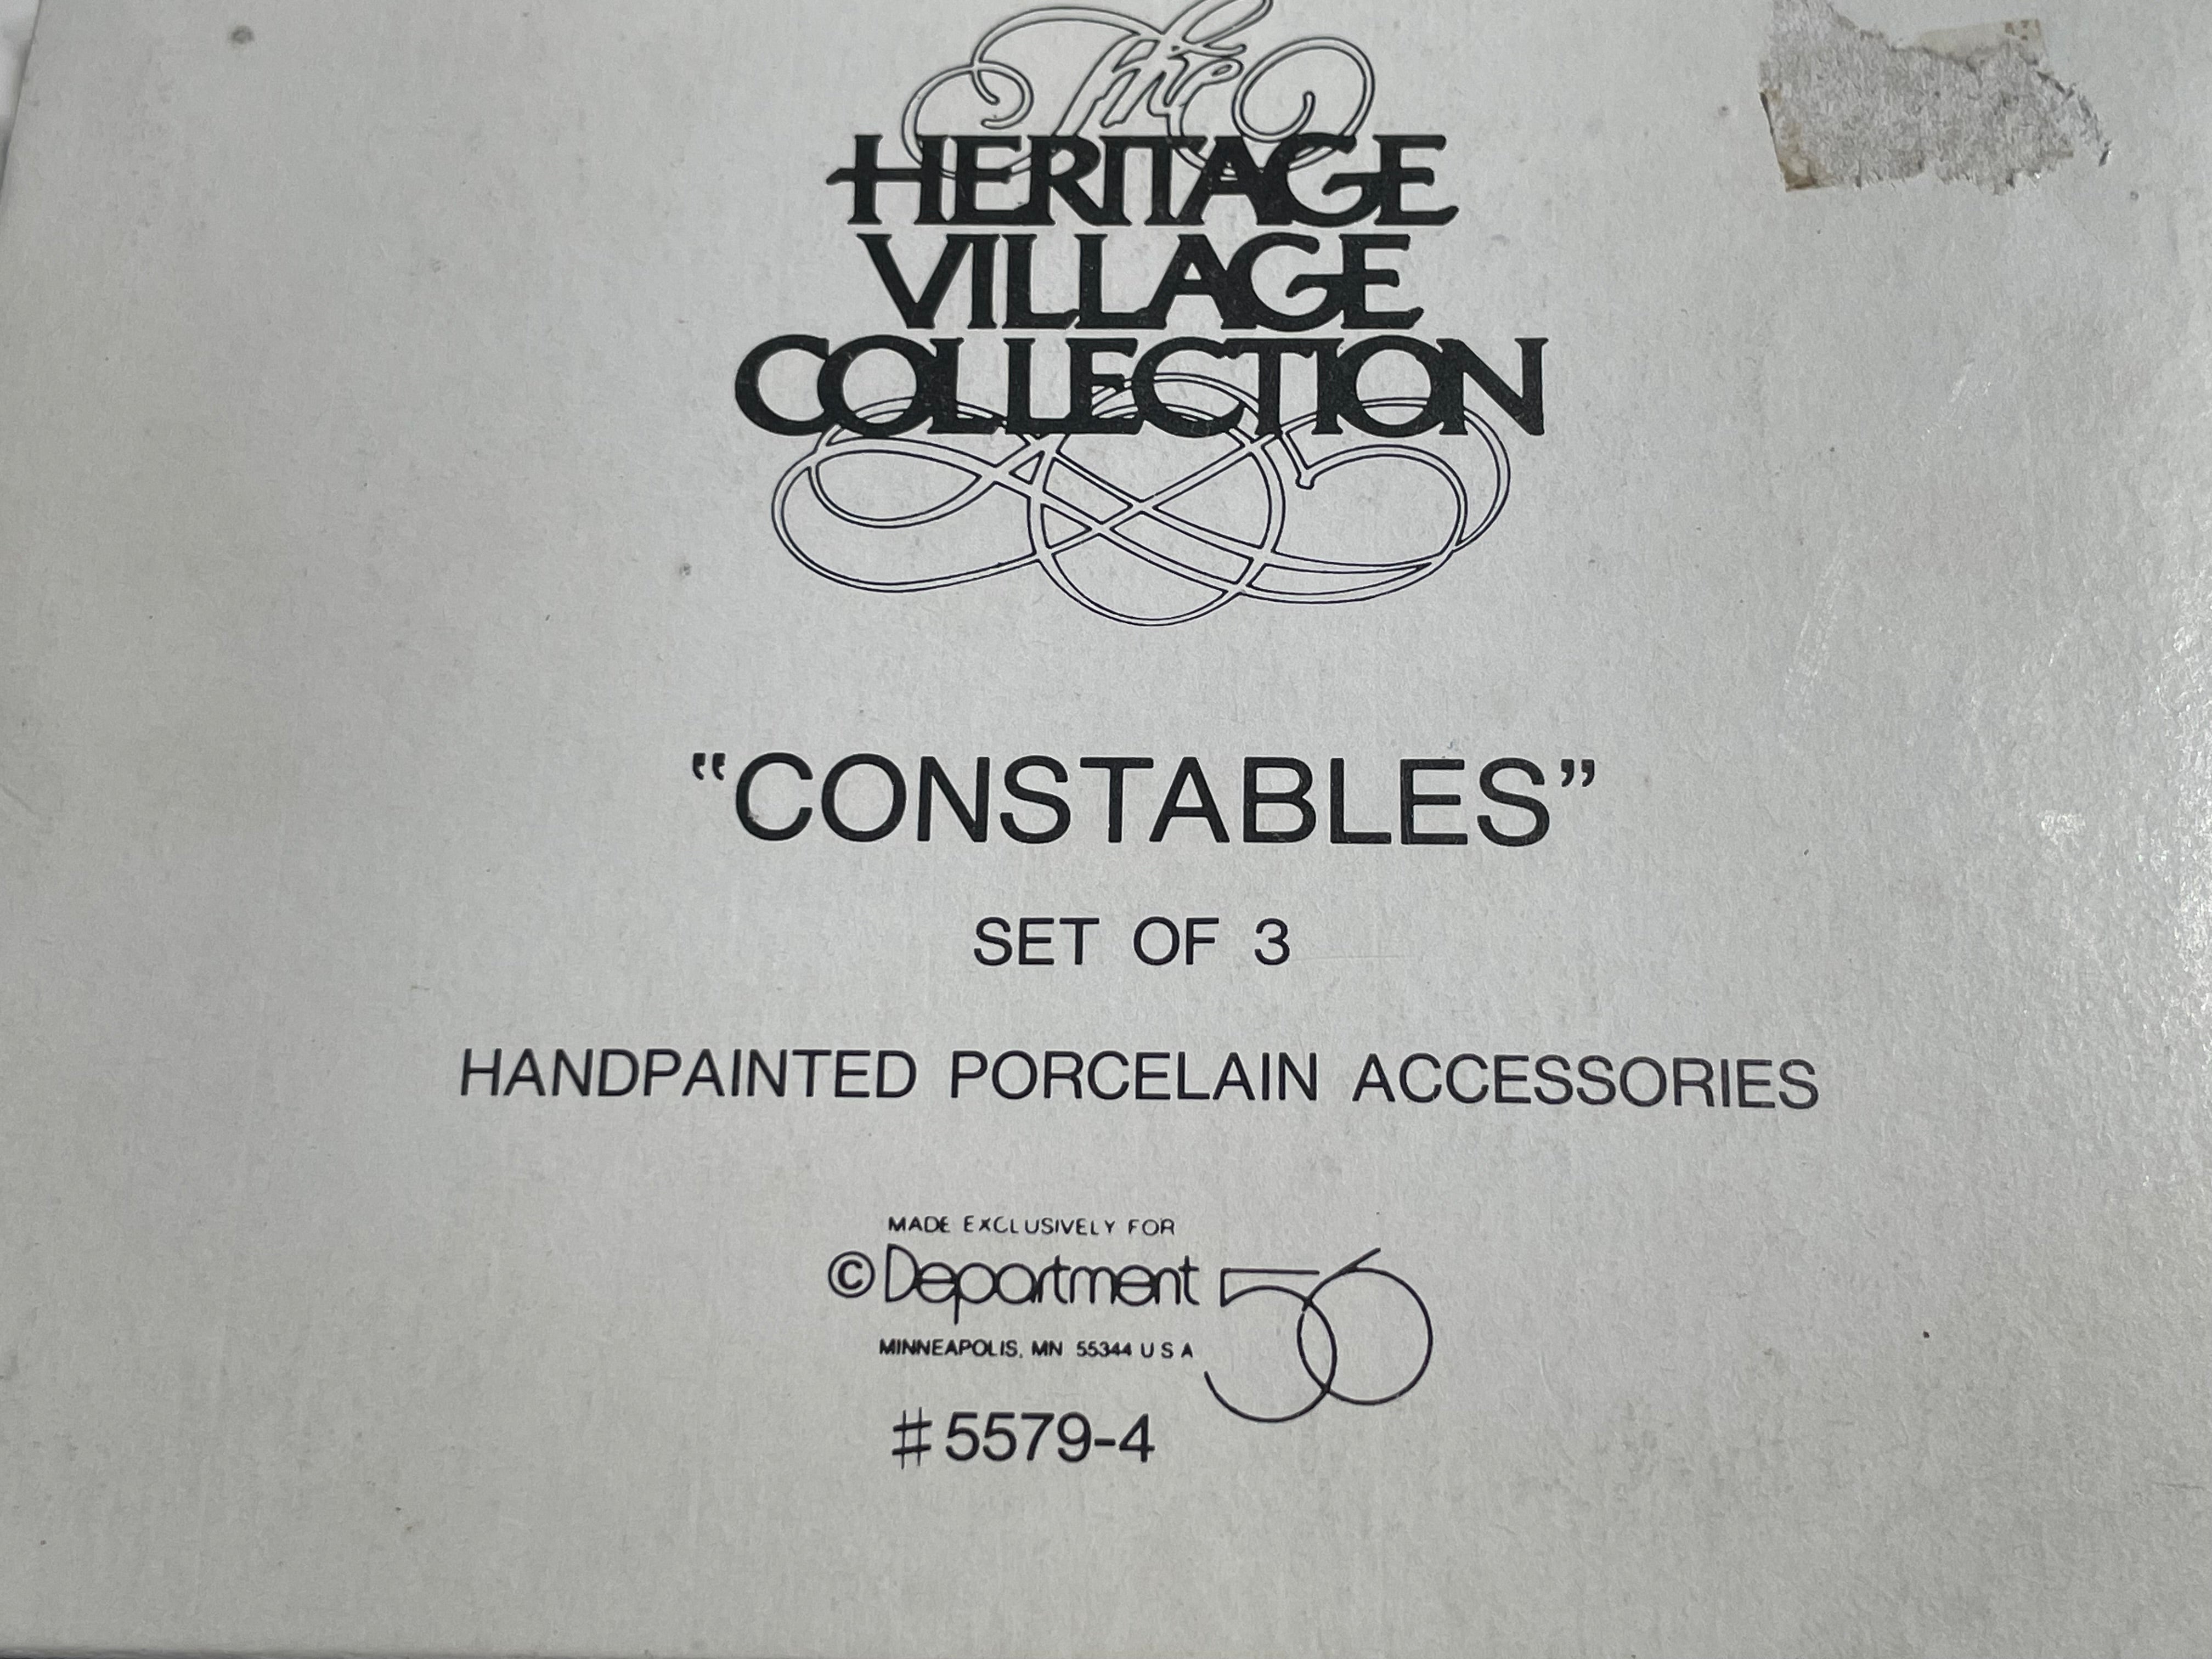 The
HERITAGE
VILLAGE
COLLECTION
"CONSTABLES”
SET OF 3
HANDPAINTED PORCELAIN ACCESSORIES
MADE EXCLUSIVELY FOR
©Department 56
MINNEAPOLIS, MN 55344 U S A
#5579-4